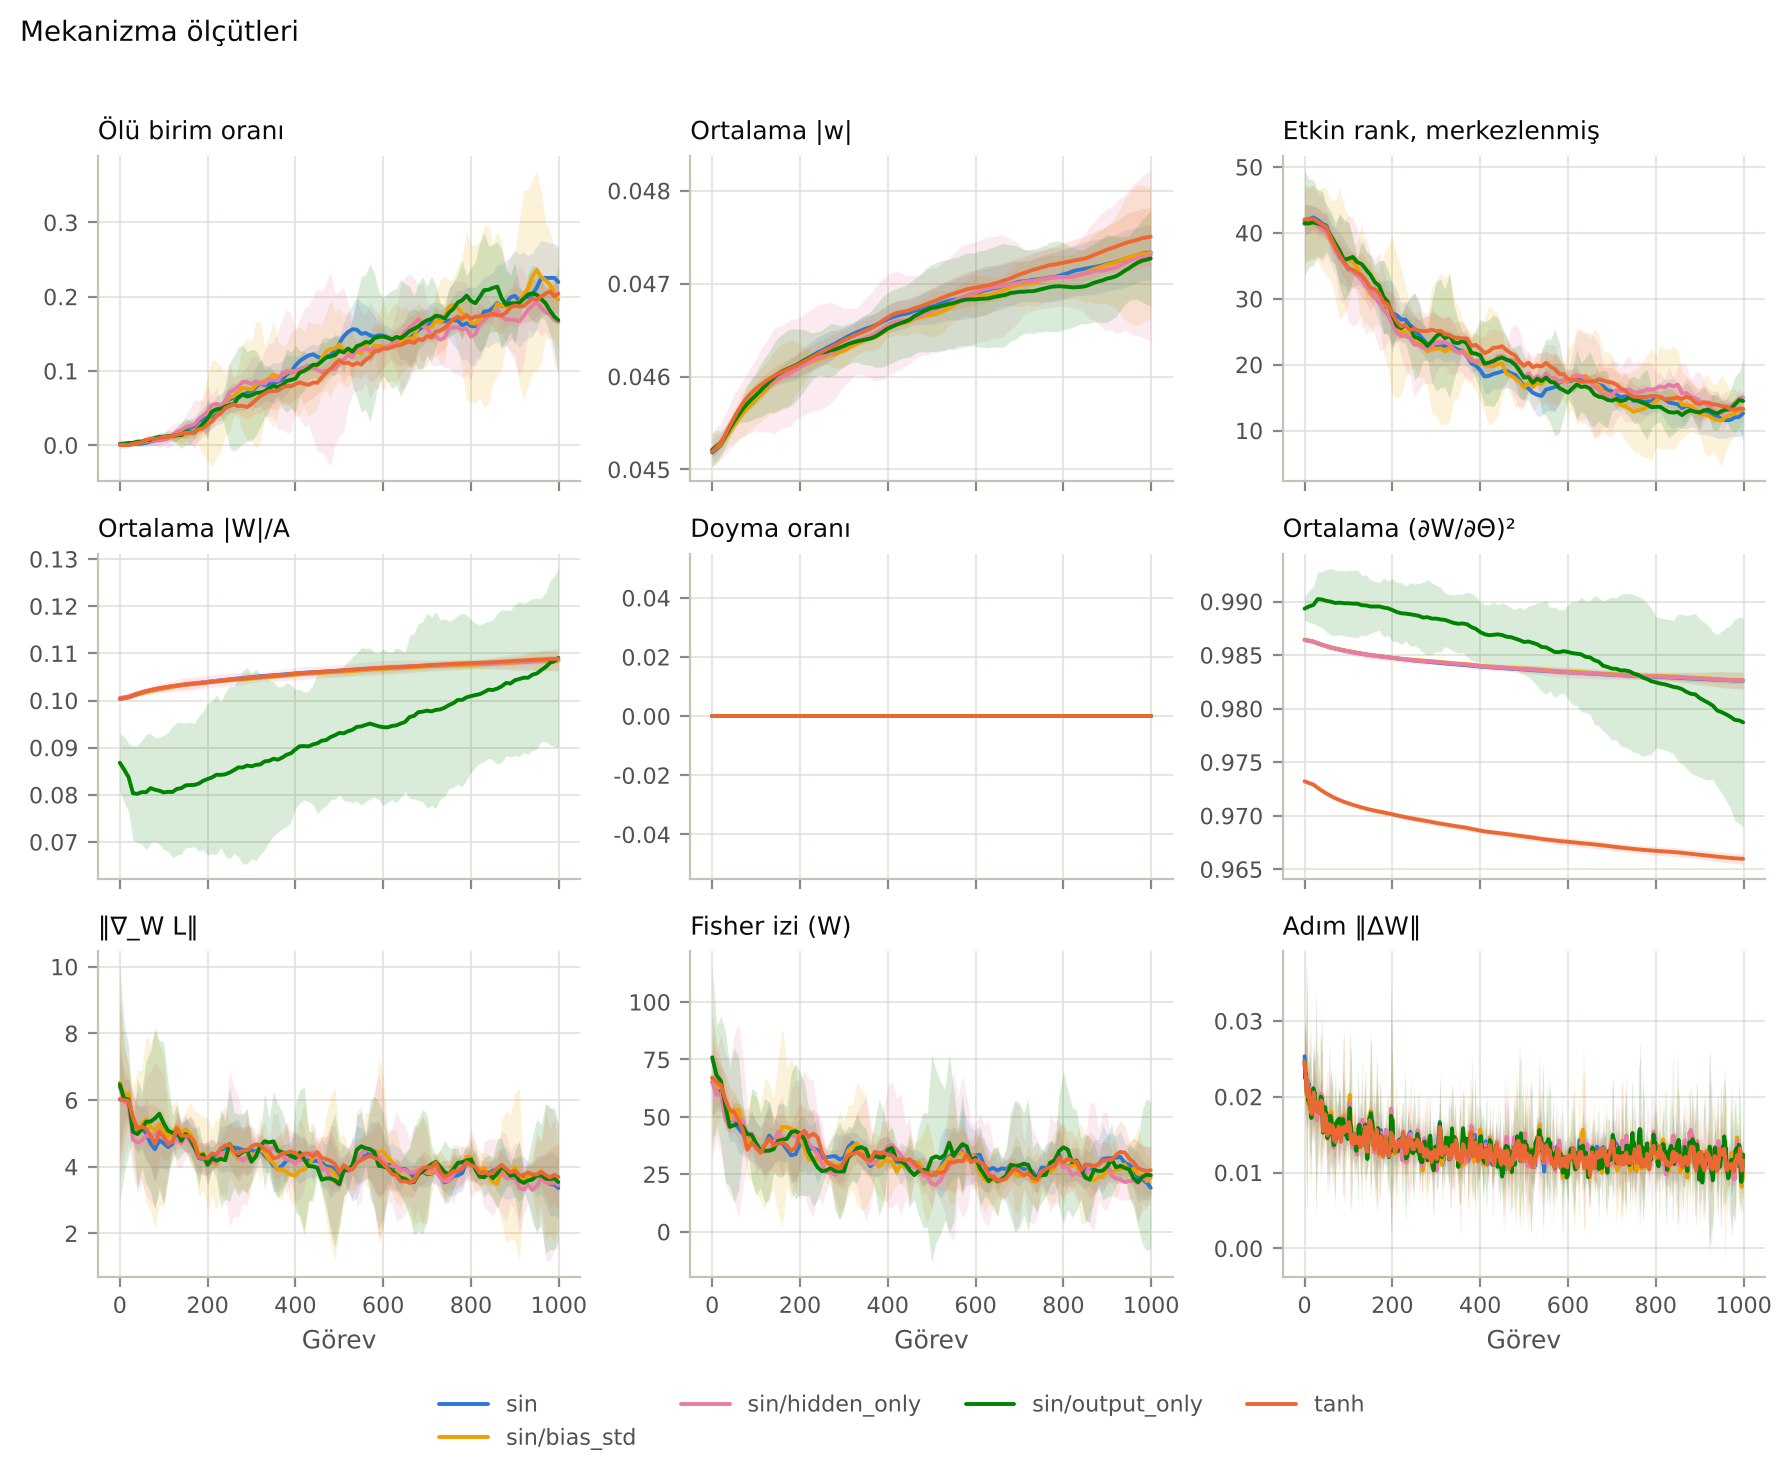 Mekanizma ölçütleri
Ölü birim oranı
0.3
0.2
0.1
0.0
Ortalama |w|
0.048
0.047
0.046
0.045
Etkin rank, merkezlenmiş
50
40
30
20
10
Ortalama |W|/A
0.13
0.12
0.11
0.10
0.09
0.08
0.07
Doyma oranı
0.04
0.02
0.00
-0.02
-0.04
Ortalama (∂W/∂Θ)²
0.990
0.985
0.980
0.975
0.970
0.965
‖∇_W L‖
10
8
6
4
2
0 200 400 600 800 1000
Görev
Fisher izi (W)
100
75
50
25
0
0 200 400 600 800 1000
Görev
Adım ‖ΔW‖
0.03
0.02
0.01
0.00
0 200 400 600 800 1000
Görev
sin sin/hidden_only sin/output_only tanh
sin/bias_std